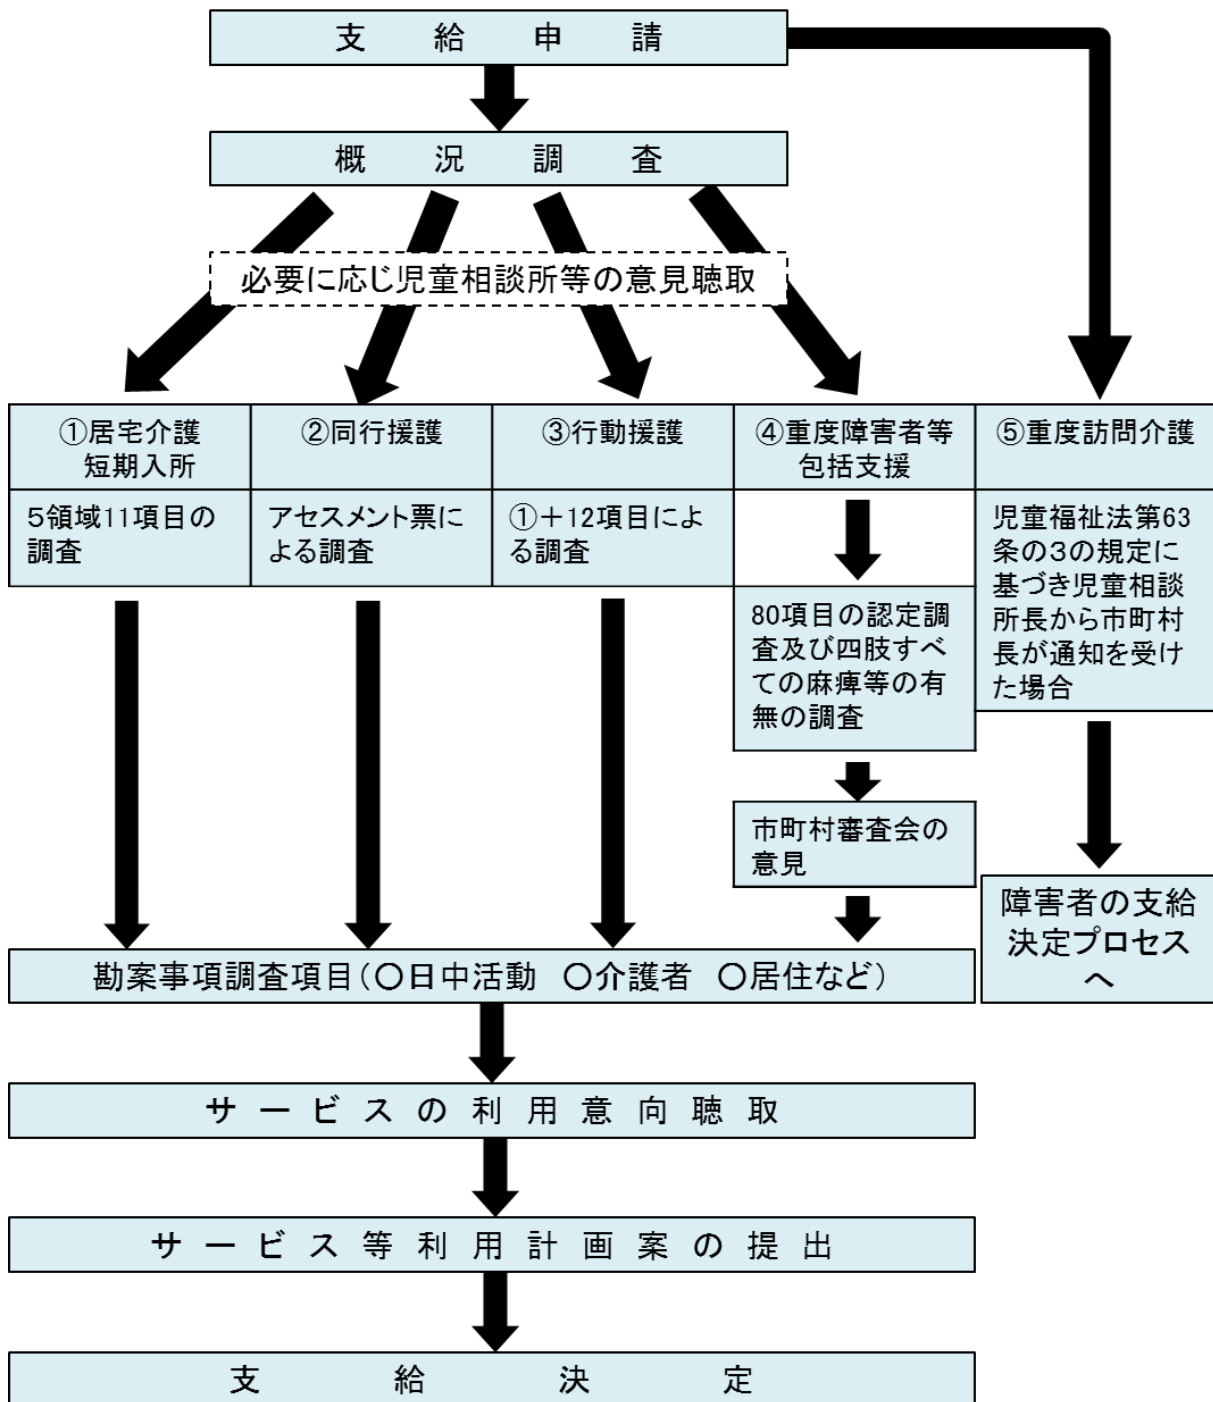 支給申請
概況調査
必要に応じ児童相談所等の意見聴取
①居宅介護
短期入所
5領域11項目の
調査
②同行援護
アセスメント票に
よる調査
③行動援護
①＋12項目によ
る調査
④重度障害者等
包括支援
80項目の認定調
査及び四肢すべ
ての麻痺等の有
無の調査
市町村審査会の
意見
⑤重度訪問介護
児童福祉法第63
条の3の規定に
基づき児童相談
所長から市町村
長が通知を受け
た場合
障害者の支給
決定プロセス
へ
勘案事項調査項目（○日中活動　○介護者　○居住など）
サービスの利用意向聴取
サービス等利用計画案の提出
支給決定